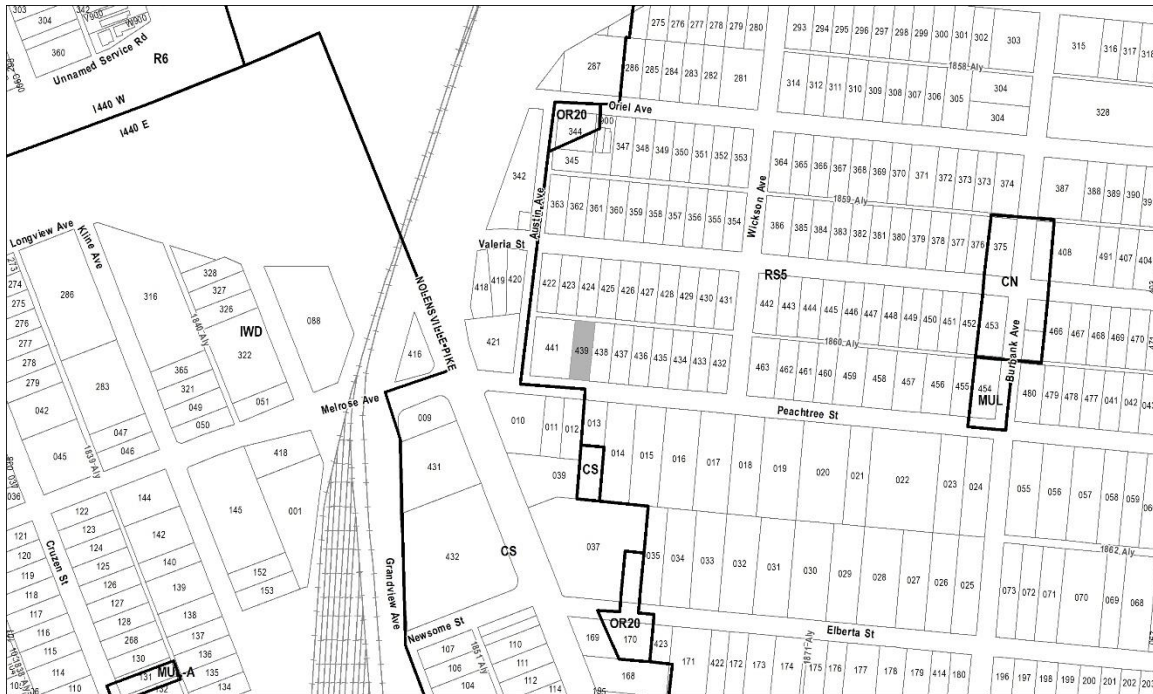 303
304
342
V900
W900
360
Unnamed Service Rd
R6
I440 W
I440 E
275 276 277 278 279 280
293 294 295 296 297 298 299 300 301 302 303
315 316 317 318
287 286 285 284 283 282 281
314 312 311 310 309 308 307 306 305
1858 Aly
304
304
328
Oriel Ave
OR20
344
345
347 348 349 350 351 352 353
364 365 366 367 368 369 370 371 372 373 373 374
387 388 389 390
342
Austin Ave
Wickson Ave
1859 Aly
363 362 361 360 359 358 357 356 355 354
386 385 384 383 382 381 380 379 378 377 376 375
408 491 407 404
CN
Longview Ave
Kline Ave
Valeria St
RS5
273
274
275
276
277
278
279
286
316
328
327
326
1840 Aly
IWD
322
088
NOLENSVILLE PIKE
418 419 420
422 423 424 425 426 427 428 429 430 431
442 443 444 445 446 447 448 449 450 451 452 453
466 467 468 469 470 471
Burbank Ave
1860 Aly
416
421
441 439 438 437 436 435 434 433 432
463 462 461 460 459 458 457 456 455 454
MUL
480 479 478 477 041 042
283
365
321
049
050
051
Melrose Ave
Peachtree St
042
045
047
046
1839 Aly
009
431
432
010 011 012 013
CS
039
014 015 016 017 018 019 020 021 022 023 024
055 056 057 058 059
036
418
145
001
144
142
140
139
138
137
136
135
134
152
153
122
123
124
125
126
127
128
268
130
131
132
MUL-A
121
120
119
118
117
116
115
114
110
Cruzen St
Grandview Ave
CS
037
035 034 033 032 031 030 029 028 027 026 025
1862 Aly
073 072 071 070 069 068
Newsome St
1851 Aly
107
106
104
110
111
112
OR20
169 170
168
423
Elberta St
171 422 172 173 174 175 176 177 178 179 414 180
1871 Aly
196 197 198 199 200 201 202 203